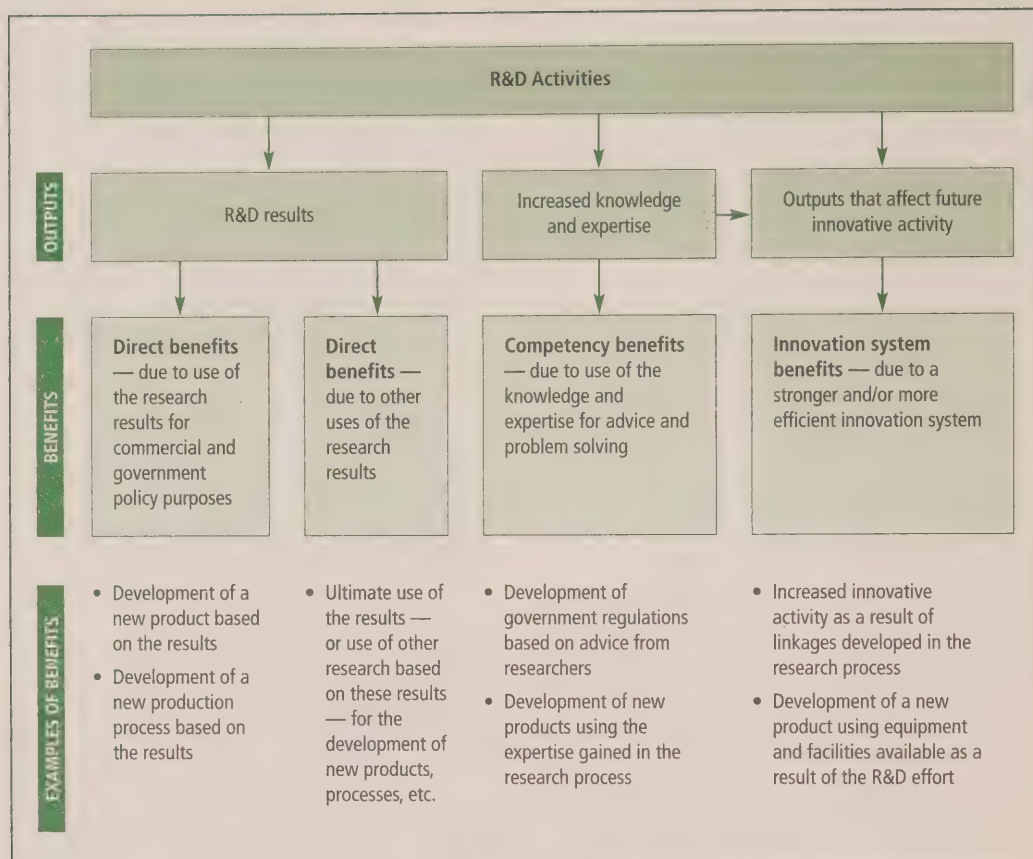 R&D Activities
OUTPUTS
R&D results
Increased knowledge
and expertise
Outputs that affect future
innovative activity
BENEFITS
Direct benefits
— due to use of
the research
results for
commercial and
government
policy purposes
Direct
benefits —
due to other
uses of the
research
results
Competency benefits
— due to use of the
knowledge and
expertise for advice and
problem solving
Innovation system
benefits — due to a
stronger and/or more
efficient innovation system
EXAMPLES OF BENEFITS
• Development of a
new product based
on the results
• Development of a
new production
process based on
the results
• Ultimate use of
the results —
or use of other
research based
on these results
— for the
development of
new products,
processes, etc.
• Development of
government regulations
based on advice from
researchers
• Development of new
products using the
expertise gained in the
research process
• Increased innovative
activity as a result of
linkages developed in the
research process
• Development of a new
product using equipment
and facilities available as a
result of the R&D effort